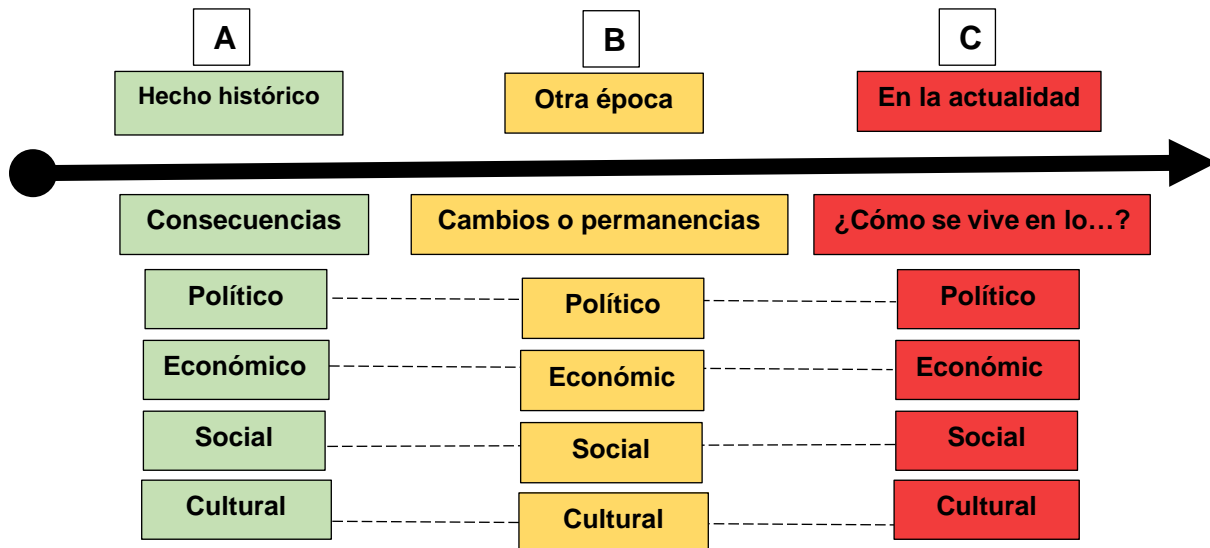 A
B
C
Hecho histórico
Otra época
En la actualidad
Consecuencias
Cambios o permanencias
¿Cómo se vive en lo…?
Político
Político
Político
Económico
Económic
Económic
Social
Social
Social
Cultural
Cultural
Cultural